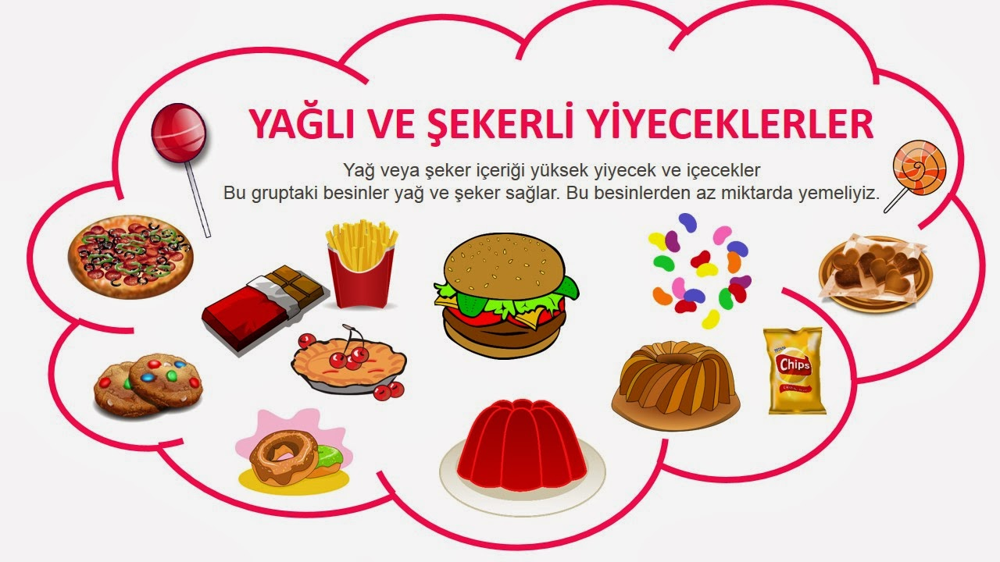 YAĞLI VE ŞEKERLİ YİYECEKLERLER
Yağ veya şeker içeriği yüksek yiyecek ve içecekler
Bu gruptaki besinler yağ ve şeker sağlar. Bu besinlerden az miktarda yemeliyiz.
Chips